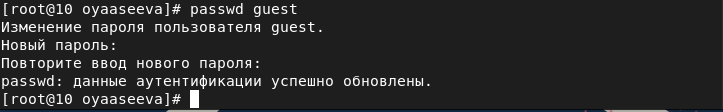 [root@10 oyaaseeva]# passwd guest
Изменение пароля пользователя guest.
Новый пароль:
Повторите ввод нового пароля:
passwd: данные аутентификации успешно обновлены.
[root@10 oyaaseeva]#